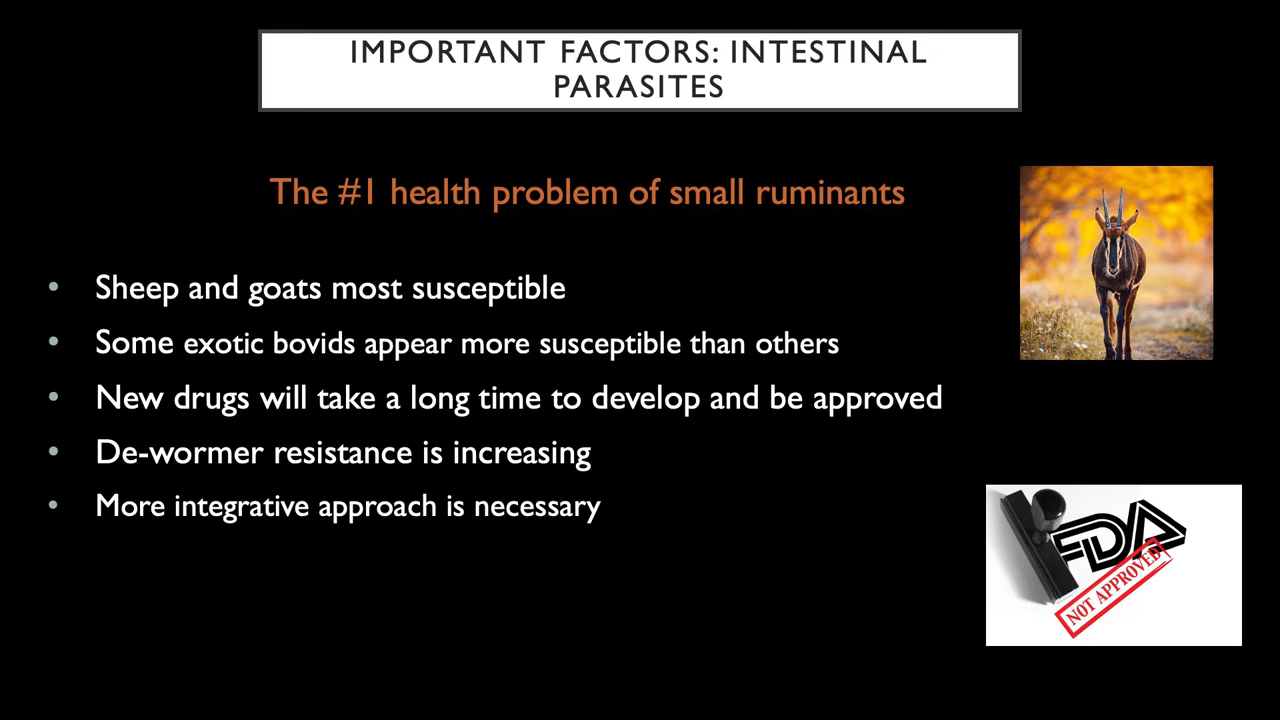 IMPORTANT FACTORS: INTESTINAL
PARASITES
The #1 health problem of small ruminants
• Sheep and goats most susceptible
• Some exotic bovids appear more susceptible than others
• New drugs will take a long time to develop and be approved
• De-wormer resistance is increasing
• More integrative approach is necessary
FDA
NOT APPROVED